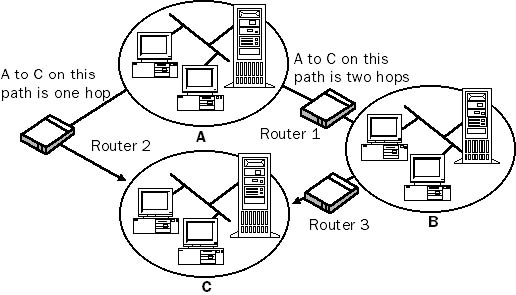 A to C on this
path is one hop
A to C on this
path is two hops
A
Router 1
Router 2
B
Router 3
C